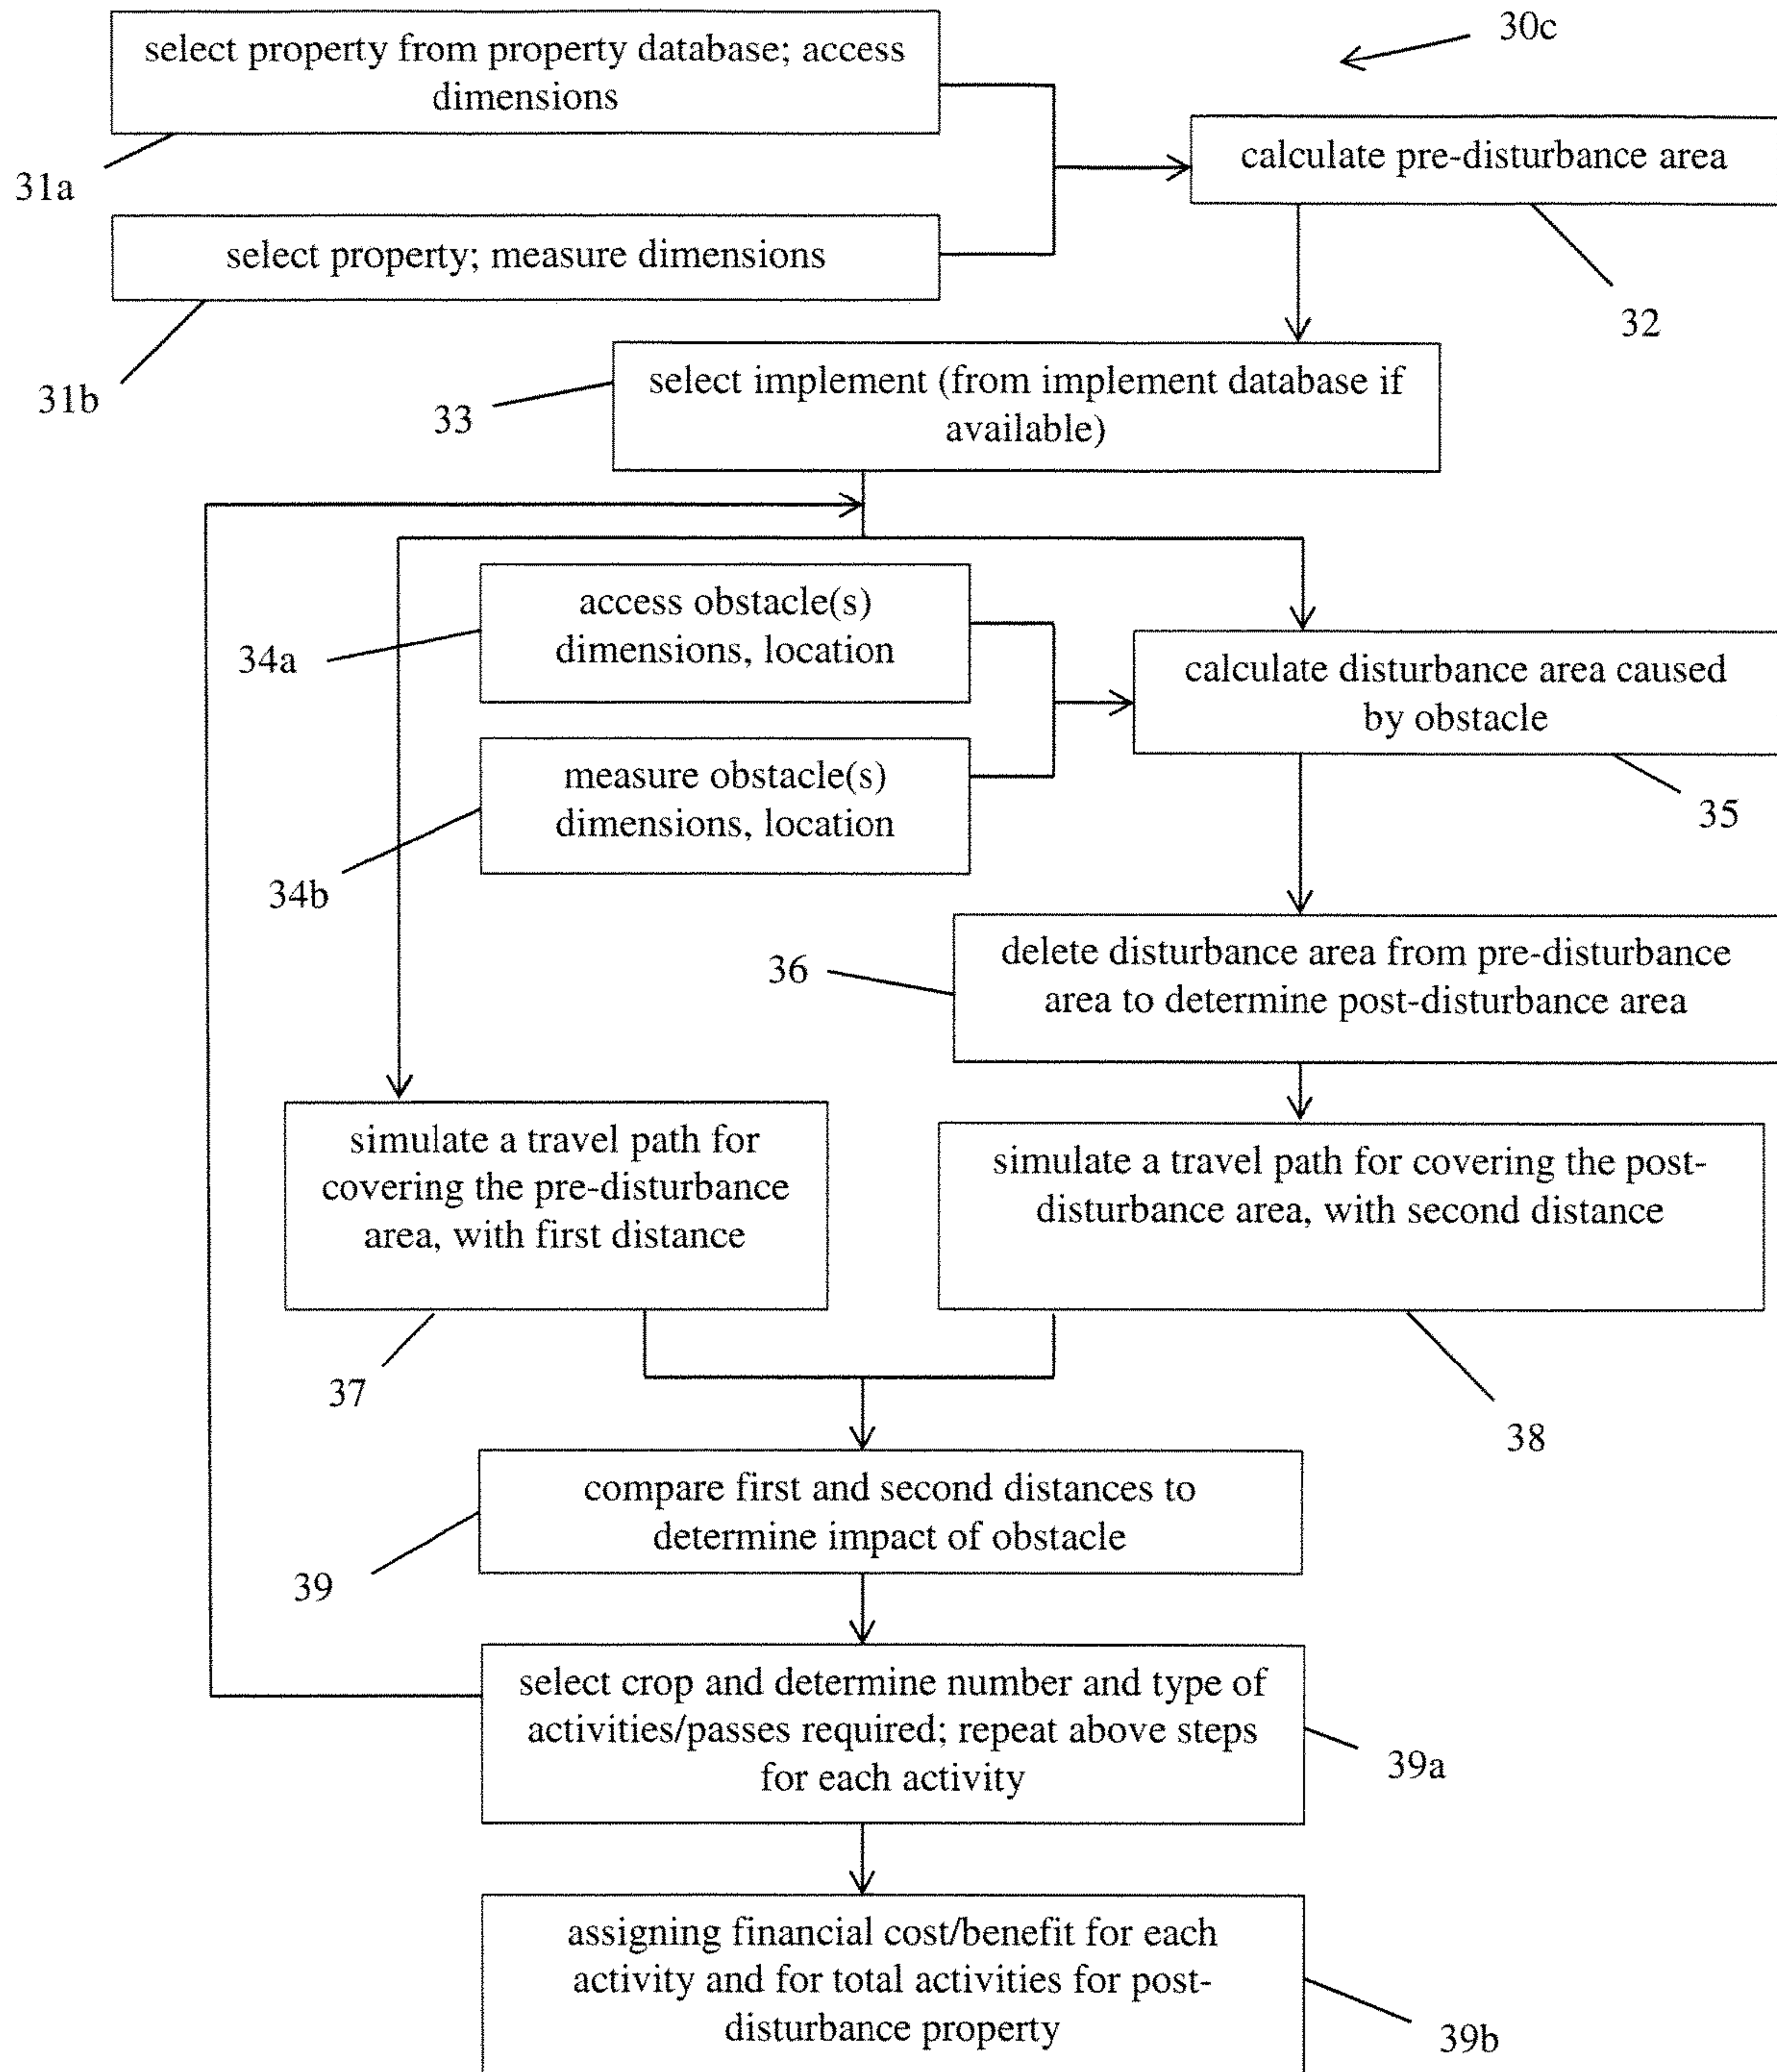 30c
select property from property database; access
dimensions
31a
calculate pre-disturbance area
32
select property; measure dimensions
31b
select implement (from implement database if
available)
33
access obstacle(s)
dimensions, location
34a
calculate disturbance area caused
by obstacle
35
measure obstacle(s)
dimensions, location
34b
delete disturbance area from pre-disturbance
area to determine post-disturbance area
36
simulate a travel path for
covering the pre-disturbance
area, with first distance
37
simulate a travel path for covering the post-
disturbance area, with second distance
38
compare first and second distances to
determine impact of obstacle
39
select crop and determine number and type of
activities/passes required; repeat above steps
for each activity
39a
assigning financial cost/benefit for each
activity and for total activities for post-
disturbance property
39b